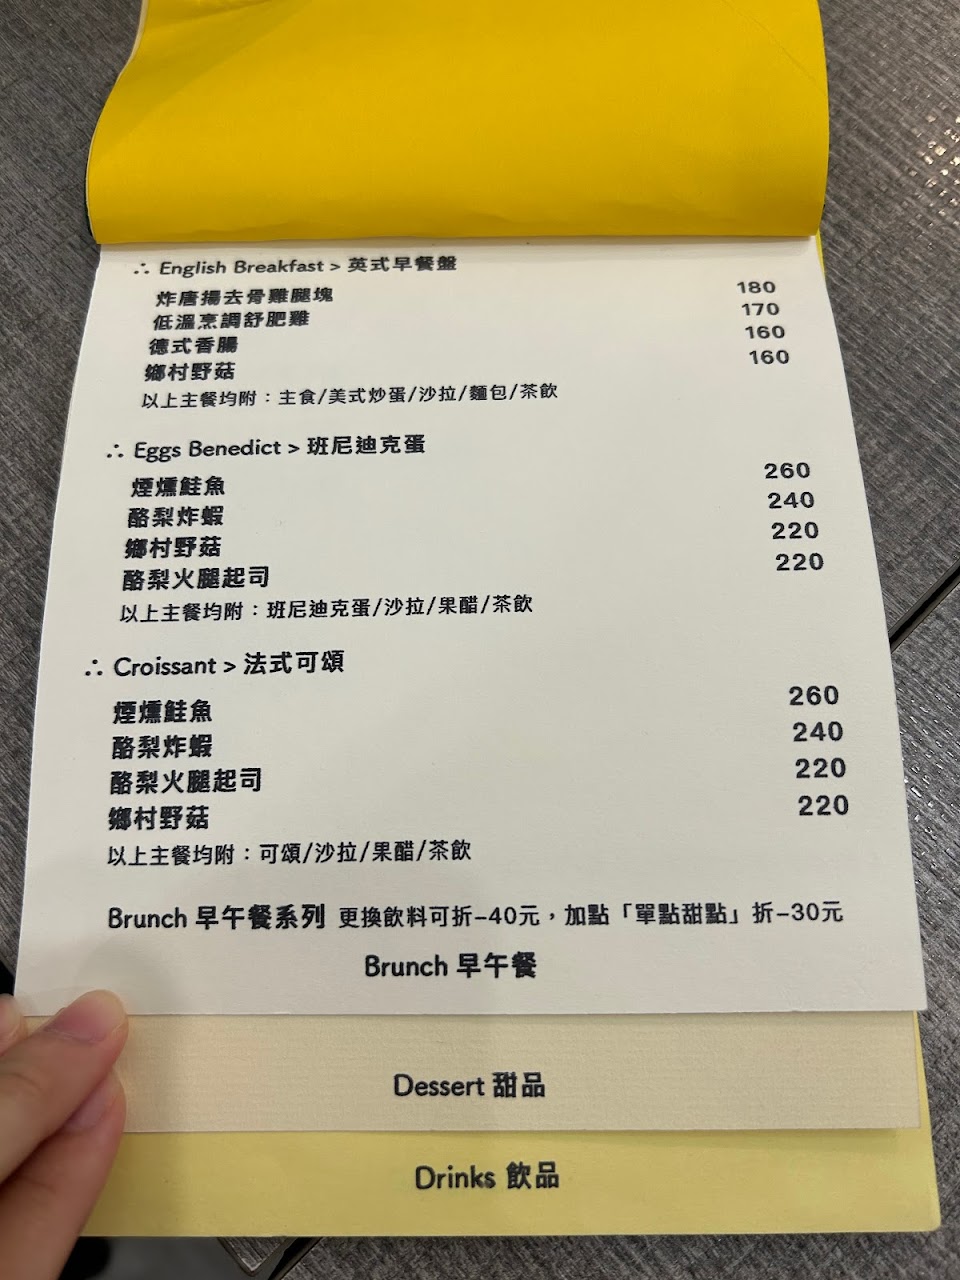 ∴ English Breakfast > 英式早餐盤
炸唐揚去骨雞腿塊 180
低溫烹調舒肥雞 170
德式香腸 160
鄉村野菇 160
以上主餐均附：主食/美式炒蛋/沙拉/麵包/茶飲
∴ Eggs Benedict > 班尼迪克蛋
煙燻鮭魚 260
酪梨炸蝦 240
鄉村野菇 220
酪梨火腿起司 220
以上主餐均附：班尼迪克蛋/沙拉/果醋/茶飲
∴ Croissant > 法式可頌
煙燻鮭魚 260
酪梨炸蝦 240
酪梨火腿起司 220
鄉村野菇 220
以上主餐均附：可頌/沙拉/果醋/茶飲
Brunch 早午餐系列 更換飲料可折-40元，加點「單點甜點」折-30元
Brunch 早午餐
Dessert 甜品
Drinks 飲品